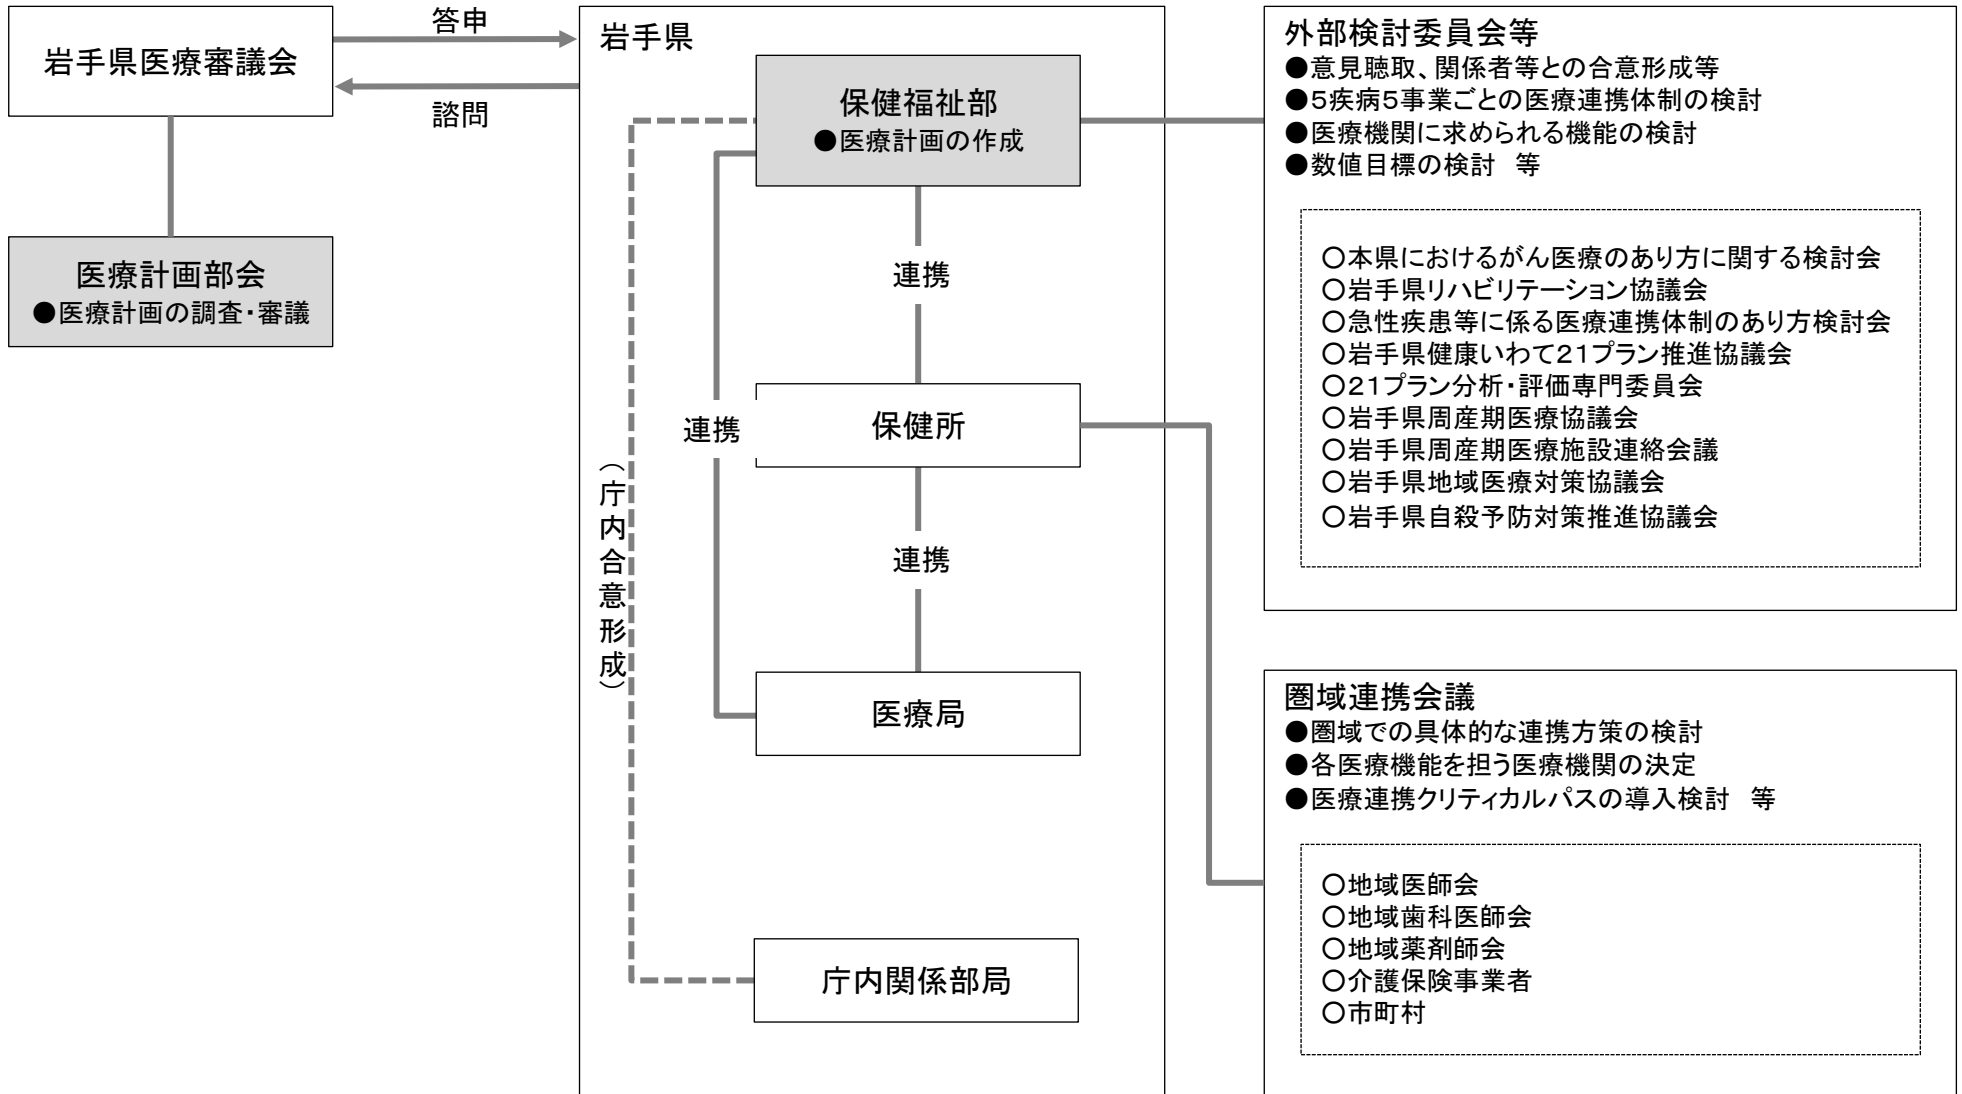 岩手県医療審議会
答申
諮問
医療計画部会
●医療計画の調査・審議
岩手県
保健福祉部
●医療計画の作成
連携
保健所
連携
連携
医療局
(庁内合意形成)
庁内関係部局
外部検討委員会等
●意見聴取、関係者等との合意形成等
●5疾病5事業ごとの医療連携体制の検討
●医療機関に求められる機能の検討
●数値目標の検討　等
○本県におけるがん医療のあり方に関する検討会
○岩手県リハビリテーション協議会
○急性疾患等に係る医療連携体制のあり方検討会
○岩手県健康いわて21プラン推進協議会
○21プラン分析・評価専門委員会
○岩手県周産期医療協議会
○岩手県周産期医療施設連絡会議
○岩手県地域医療対策協議会
○岩手県自殺予防対策推進協議会
圏域連携会議
●圏域での具体的な連携方策の検討
●各医療機能を担う医療機関の決定
●医療連携クリティカルパスの導入検討　等
○地域医師会
○地域歯科医師会
○地域薬剤師会
○介護保険事業者
○市町村